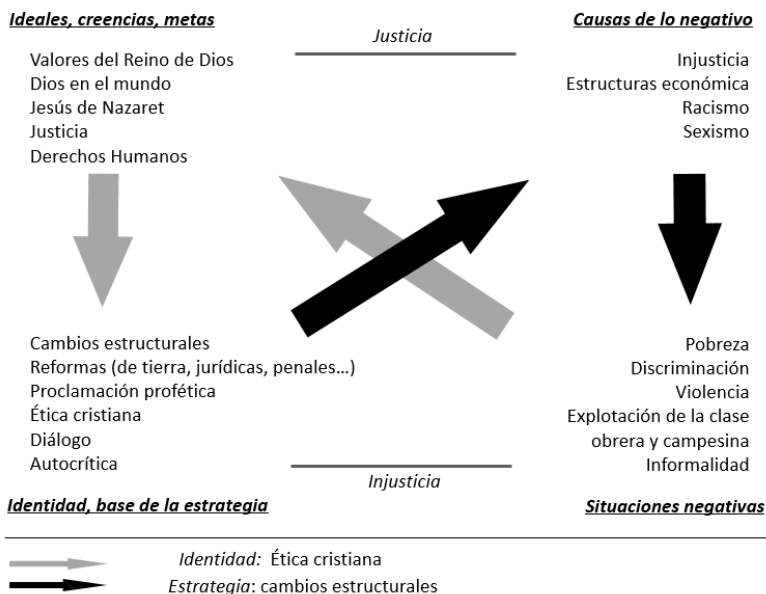 Ideales, creencias, metas
Causas de lo negativo
Justicia
Valores del Reino de Dios
Dios en el mundo
Jesús de Nazaret
Justicia
Derechos Humanos
Injusticia
Estructuras económica
Racismo
Sexismo
Cambios estructurales
Reformas (de tierra, jurídicas, penales…)
Proclamación profética
Ética cristiana
Diálogo
Autocrítica
Pobreza
Discriminación
Violencia
Explotación de la clase
obrera y campesina
Informalidad
Injusticia
Identidad, base de la estrategia
Situaciones negativas
Identidad: Ética cristiana
Estrategia: cambios estructurales